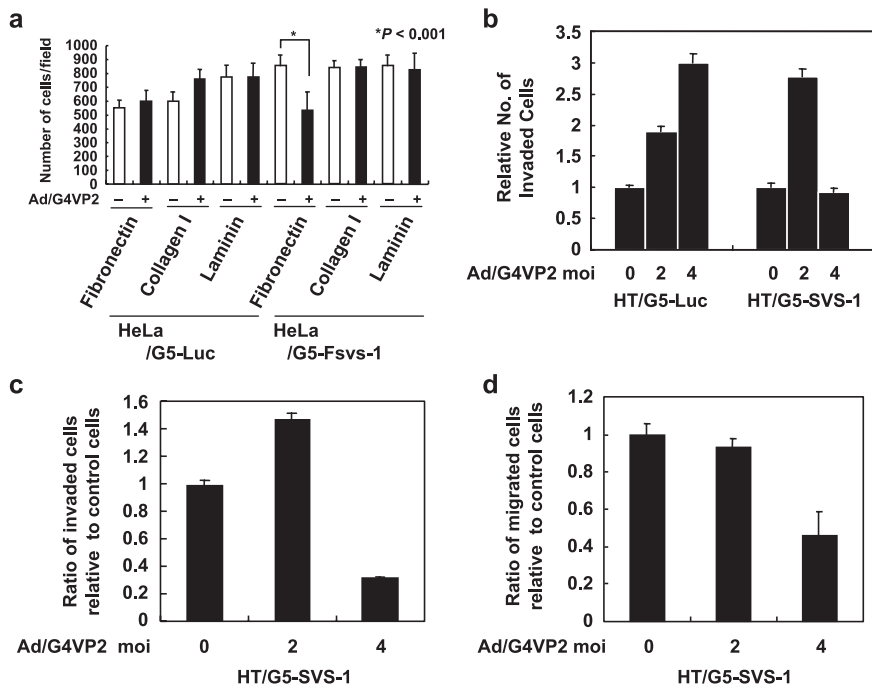 a
*P < 0.001
*
Number of cells/field
1000
900
800
700
600
500
400
300
200
100
0
Ad/G4VP2 – + – + – + – + – + – +
Fibronectin
Collagen I
Laminin
Fibronectin
Collagen I
Laminin
HeLa
/G5-Luc
HeLa
/G5-Fsvs-1
b
Relative No. of
Invaded Cells
3.5
3
2.5
2
1.5
1
0.5
0
Ad/G4VP2 moi 0 2 4 0 2 4
HT/G5-Luc HT/G5-SVS-1
c
Ratio of invaded cells
relative to control cells
1.6
1.4
1.2
1
0.8
0.6
0.4
0.2
0
Ad/G4VP2 moi 0 2 4
HT/G5-SVS-1
d
Ratio of migrated cells
relative to control cells
1.2
1
0.8
0.6
0.4
0.2
0
Ad/G4VP2 moi 0 2 4
HT/G5-SVS-1